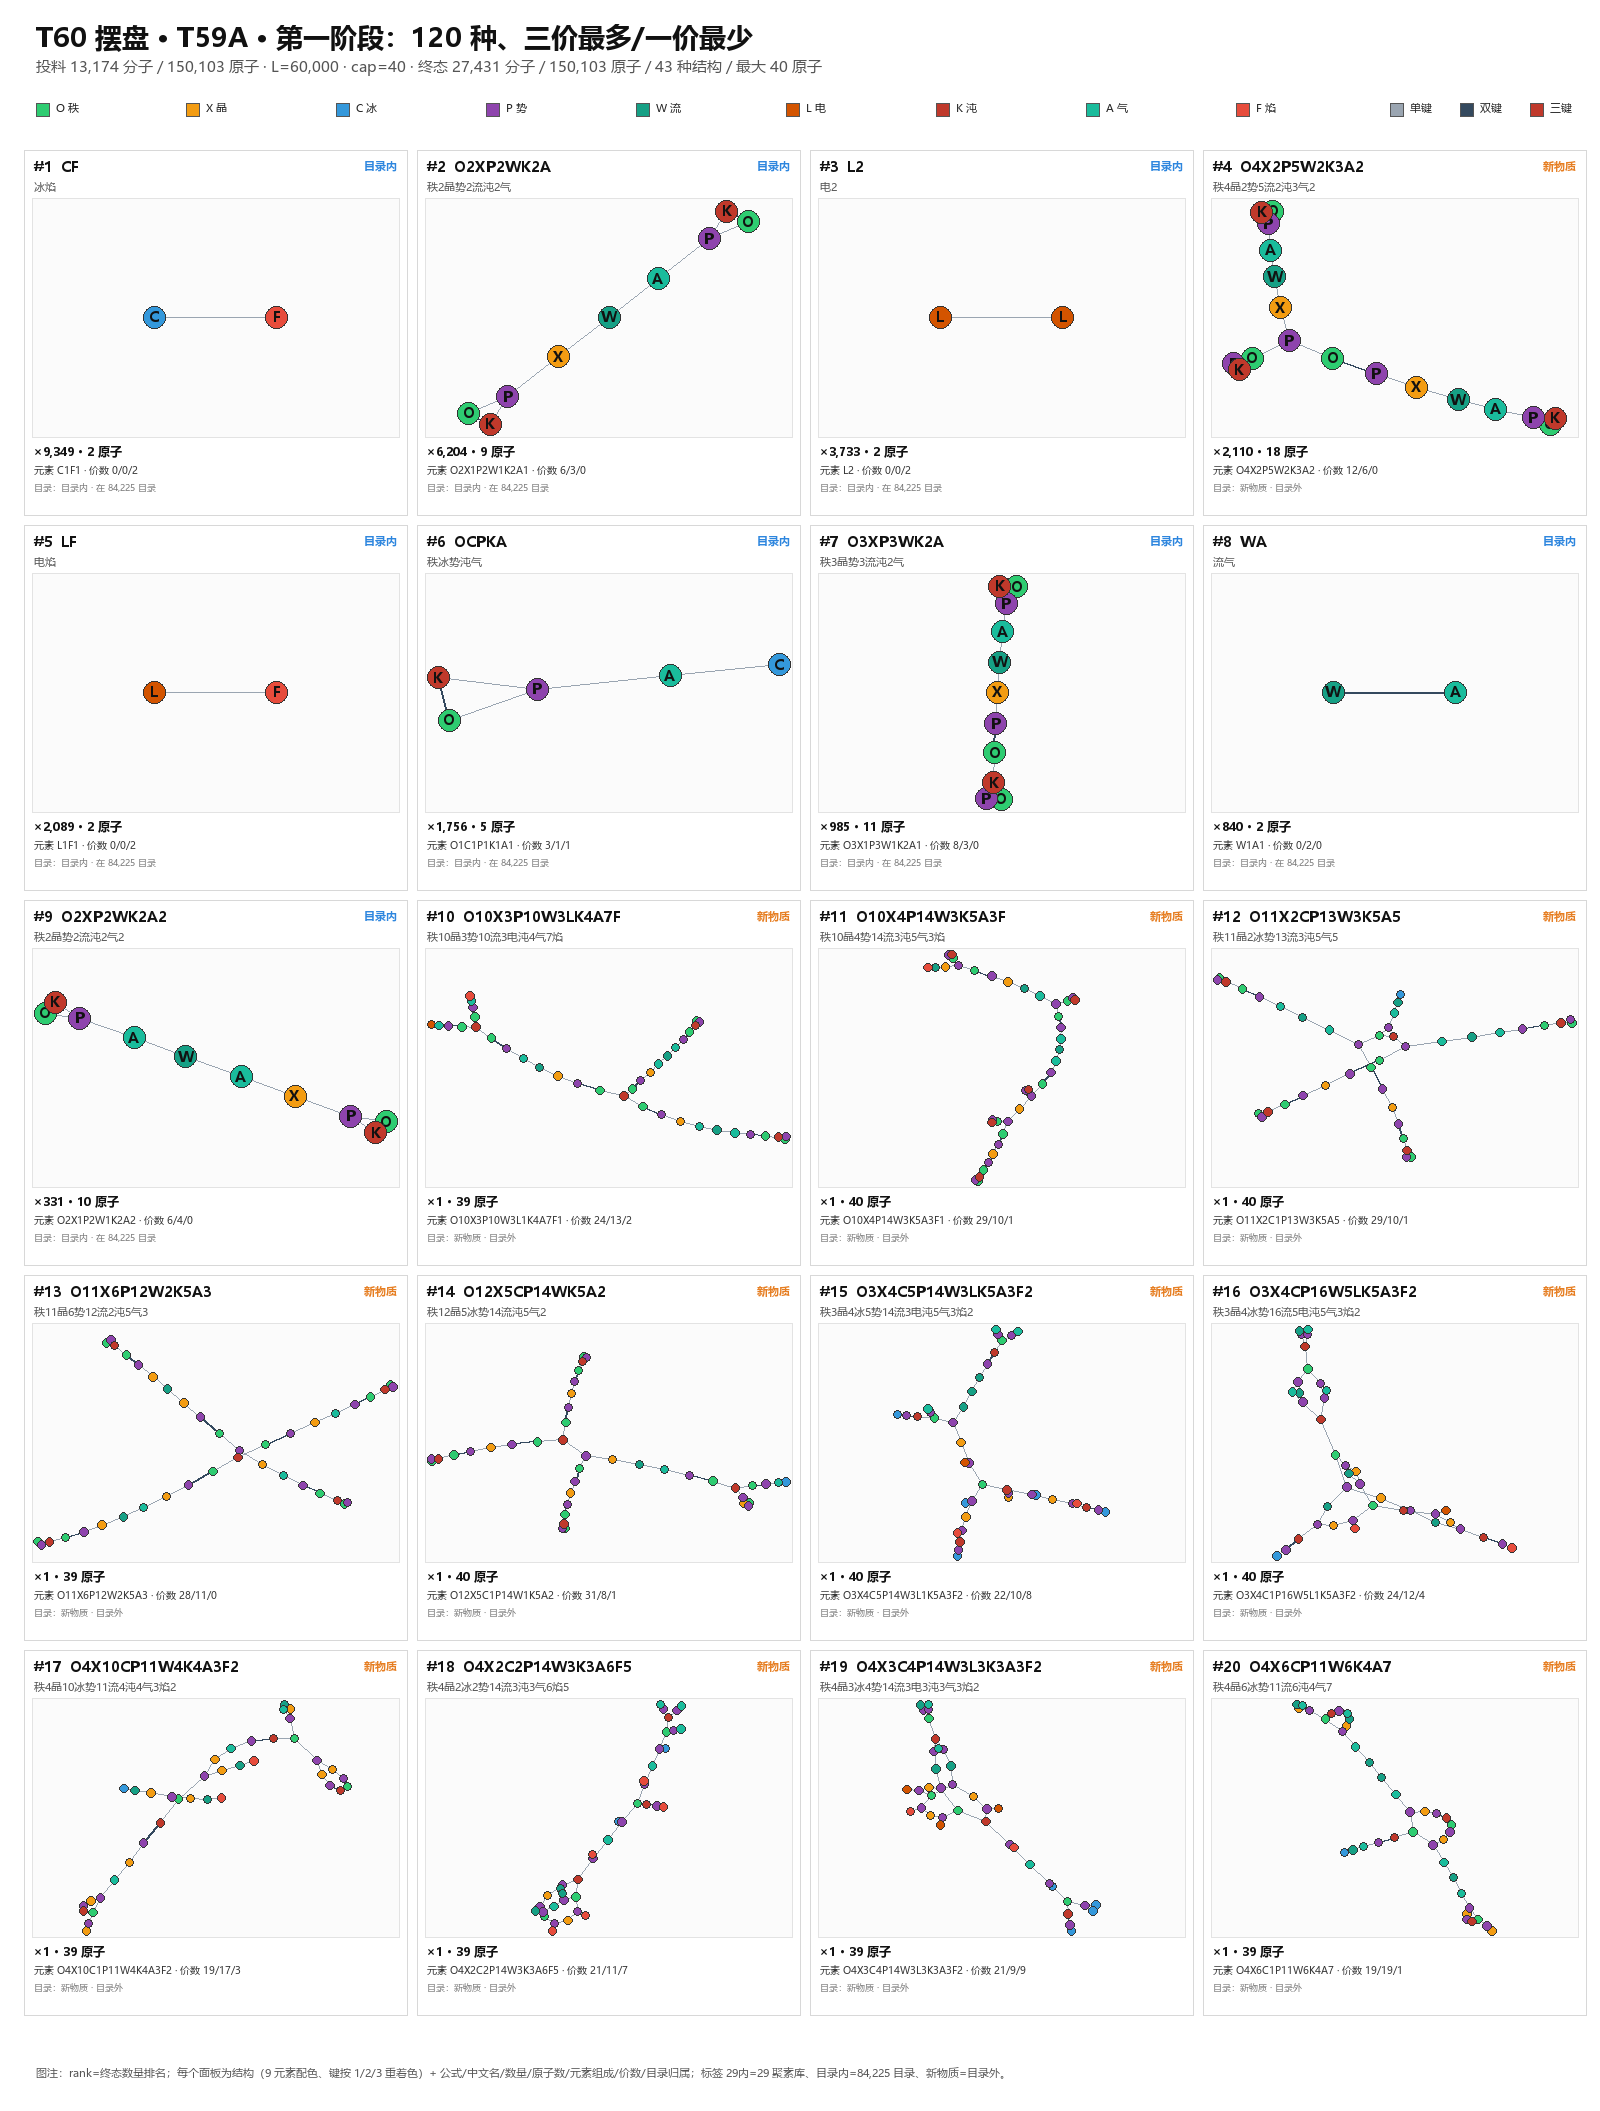 T60 摆盘 • T59A • 第一阶段：120 种、三价最多/一价最少
投料 13,174 分子 / 150,103 原子 · L=60,000 · cap=40 · 终态 27,431 分子 / 150,103 原子 / 43 种结构 / 最大 40 原子
O 秩 X 晶 C 冰 P 势 W 流 L 电 K 沌 A 气 F 焰 单键 双键 三键
#1 CF 目录内
冰焰
C F
×9,349 • 2 原子
元素 C1F1 · 价数 0/0/2
目录：目录内 · 在 84,225 目录
#2 O2XP2WK2A 目录内
秩2晶势2流沌2气
K O P A W X P O K
×6,204 • 9 原子
元素 O2X1P2W1K2A1 · 价数 6/3/0
目录：目录内 · 在 84,225 目录
#3 L2 目录内
电2
L L
×3,733 • 2 原子
元素 L2 · 价数 0/0/2
目录：目录内 · 在 84,225 目录
#4 O4X2P5W2K3A2 新物质
秩4晶2势5流2沌3气2
K O P A W X P O K O P X W A P K
×2,110 • 18 原子
元素 O4X2P5W2K3A2 · 价数 12/6/0
目录：新物质 · 目录外
#5 LF 目录内
电焰
L F
×2,089 • 2 原子
元素 L1F1 · 价数 0/0/2
目录：目录内 · 在 84,225 目录
#6 OCPKA 目录内
秩冰势沌气
K O P A C
×1,756 • 5 原子
元素 O1C1P1K1A1 · 价数 3/1/1
目录：目录内 · 在 84,225 目录
#7 O3XP3WK2A 目录内
秩3晶势3流沌2气
K O P A W X P O K P O
×985 • 11 原子
元素 O3X1P3W1K2A1 · 价数 8/3/0
目录：目录内 · 在 84,225 目录
#8 WA 目录内
流气
W A
×840 • 2 原子
元素 W1A1 · 价数 0/2/0
目录：目录内 · 在 84,225 目录
#9 O2XP2WK2A2 目录内
秩2晶势2流沌2气2
K O P A W A X P O K
×331 • 10 原子
元素 O2X1P2W1K2A2 · 价数 6/4/0
目录：目录内 · 在 84,225 目录
#10 O10X3P10W3LK4A7F 新物质
秩10晶3势10流3电沌4气7焰
×1 • 39 原子
元素 O10X3P10W3L1K4A7F1 · 价数 24/13/2
目录：新物质 · 目录外
#11 O10X4P14W3K5A3F 新物质
秩10晶4势14流3沌5气3焰
×1 • 40 原子
元素 O10X4P14W3K5A3F1 · 价数 29/10/1
目录：新物质 · 目录外
#12 O11X2CP13W3K5A5 新物质
秩11晶2冰势13流3沌5气5
×1 • 40 原子
元素 O11X2C1P13W3K5A5 · 价数 29/10/1
目录：新物质 · 目录外
#13 O11X6P12W2K5A3 新物质
秩11晶6势12流2沌5气3
×1 • 39 原子
元素 O11X6P12W2K5A3 · 价数 28/11/0
目录：新物质 · 目录外
#14 O12X5CP14WK5A2 新物质
秩12晶5冰势14流沌5气2
×1 • 40 原子
元素 O12X5C1P14W1K5A2 · 价数 31/8/1
目录：新物质 · 目录外
#15 O3X4C5P14W3LK5A3F2 新物质
秩3晶4冰5势14流3电沌5气3焰2
×1 • 40 原子
元素 O3X4C5P14W3L1K5A3F2 · 价数 22/10/8
目录：新物质 · 目录外
#16 O3X4CP16W5LK5A3F2 新物质
秩3晶4冰势16流5电沌5气3焰2
×1 • 40 原子
元素 O3X4C1P16W5L1K5A3F2 · 价数 24/12/4
目录：新物质 · 目录外
#17 O4X10CP11W4K4A3F2 新物质
秩4晶10冰势11流4沌4气3焰2
×1 • 39 原子
元素 O4X10C1P11W4K4A3F2 · 价数 19/17/3
目录：新物质 · 目录外
#18 O4X2C2P14W3K3A6F5 新物质
秩4晶2冰2势14流3沌3气6焰5
×1 • 39 原子
元素 O4X2C2P14W3K3A6F5 · 价数 21/11/7
目录：新物质 · 目录外
#19 O4X3C4P14W3L3K3A3F2 新物质
秩4晶3冰4势14流3电3沌3气3焰2
×1 • 39 原子
元素 O4X3C4P14W3L3K3A3F2 · 价数 21/9/9
目录：新物质 · 目录外
#20 O4X6CP11W6K4A7 新物质
秩4晶6冰势11流6沌4气7
×1 • 39 原子
元素 O4X6C1P11W6K4A7 · 价数 19/19/1
目录：新物质 · 目录外
图注：rank=终态数量排名；每个面板为结构（9 元素配色、键按 1/2/3 重着色）+ 公式/中文名/数量/原子数/元素组成/价数/目录归属；标签 29内=29 聚素库、目录内=84,225 目录、新物质=目录外。